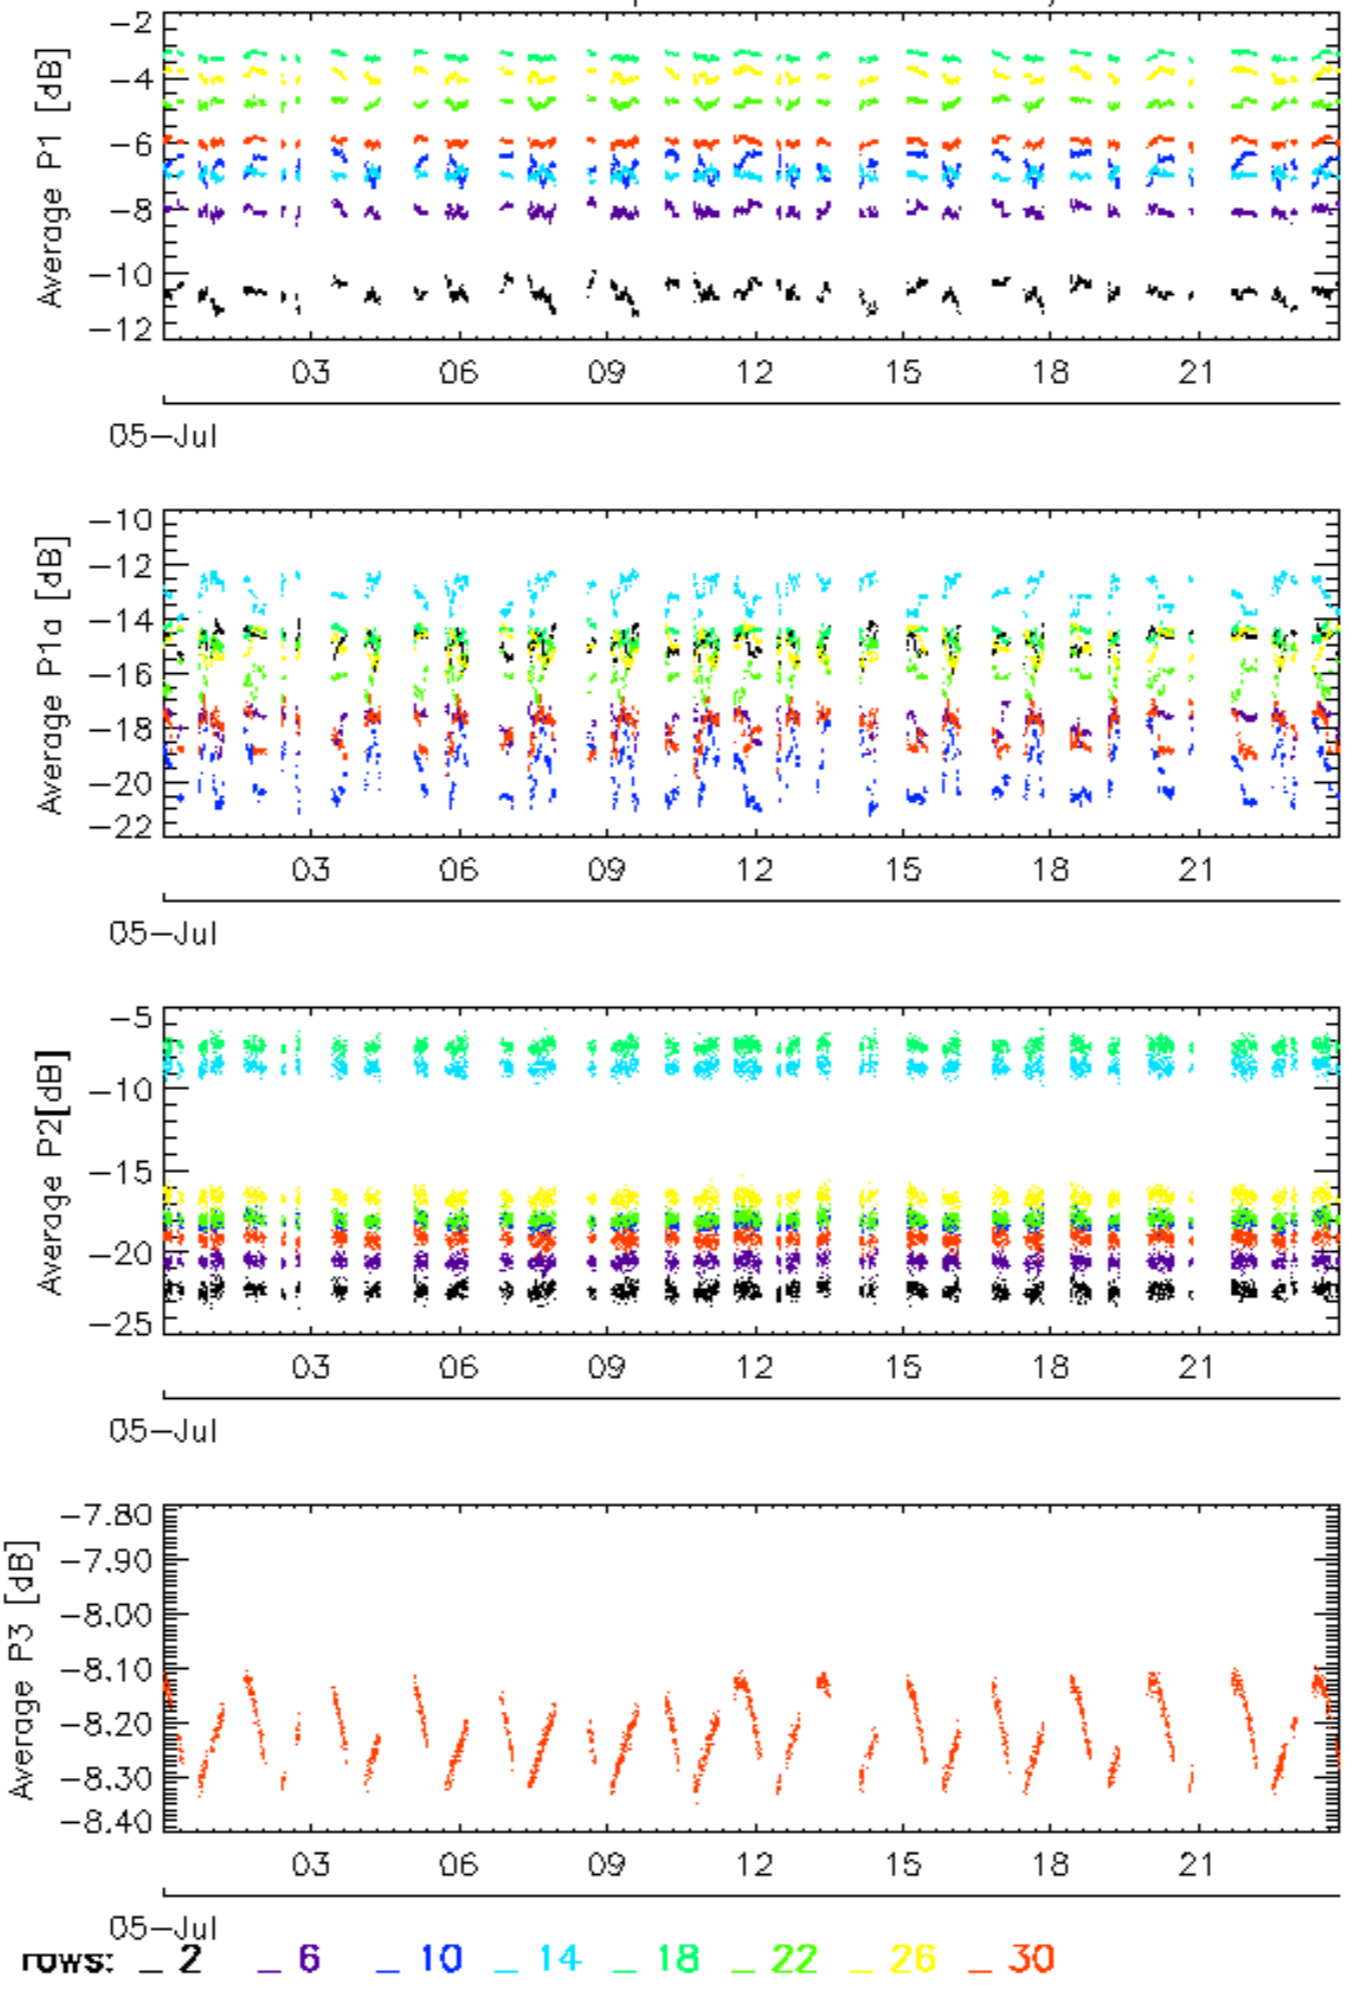 -2
-4
-6
-8
-10
-12
Average P1 [dB]
03 06 09 12 15 18 21
05-Jul
-10
-12
-14
-16
-18
-20
-22
Average P1a [dB]
03 06 09 12 15 18 21
05-Jul
-5
-10
-15
-20
-25
Average P2[dB]
03 06 09 12 15 18 21
05-Jul
-7.80
-7.90
-8.00
-8.10
-8.20
-8.30
-8.40
Average P3 [dB]
03 06 09 12 15 18 21
05-Jul
rows: _ 2 _ 6 _ 10 _ 14 _ 18 _ 22 _ 26 _ 30